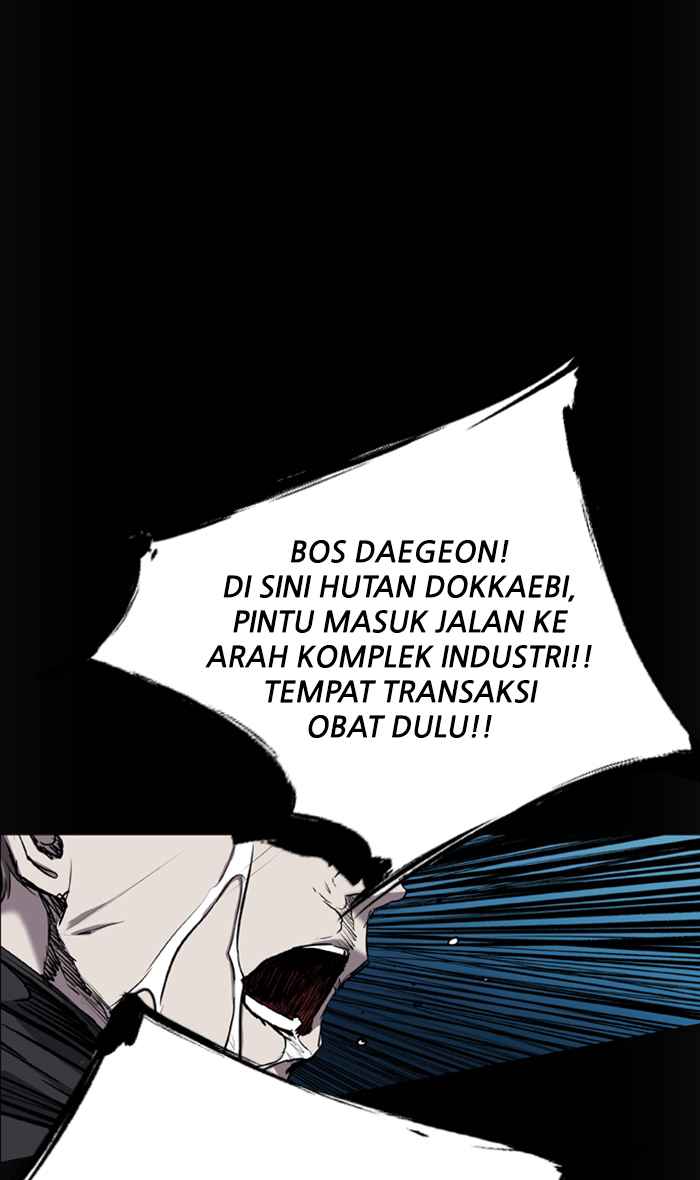 BOS DAEGEON!
DI SINI HUTAN DOKKAEBI,
PINTU MASUK JALAN KE
ARAH KOMPLEK INDUSTRI!!
TEMPAT TRANSAKSI
OBAT DULU!!